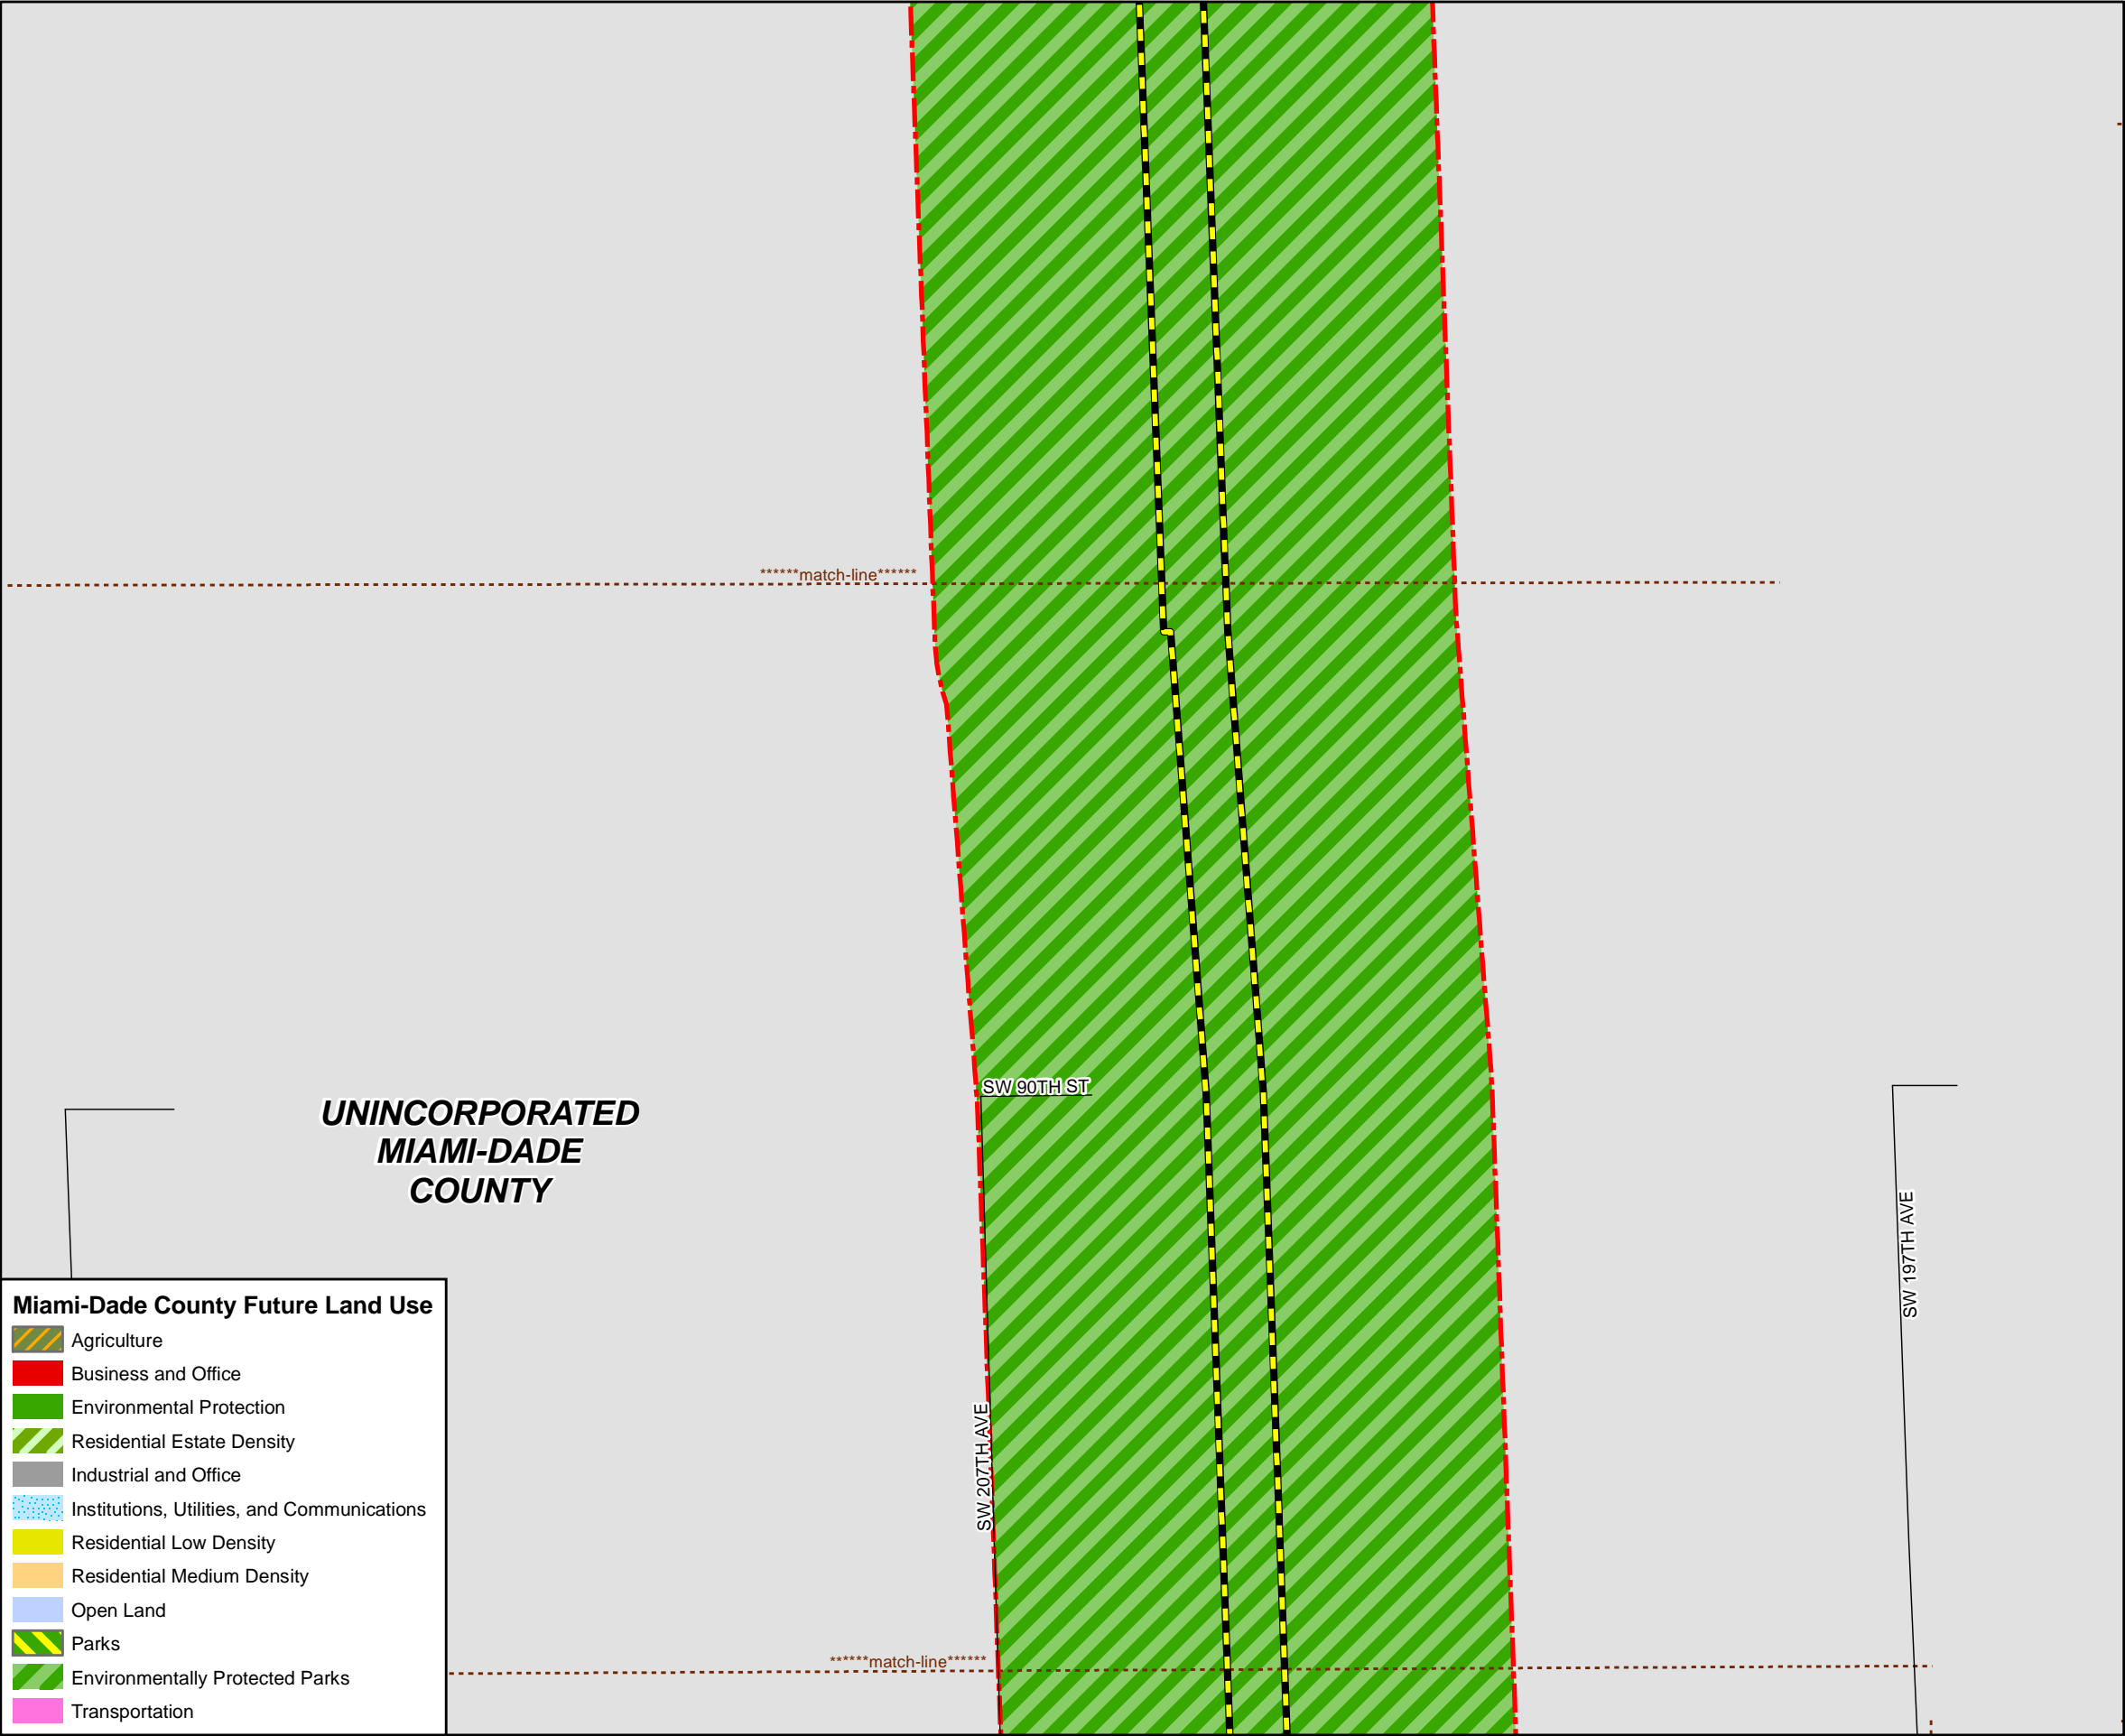 ******match-line******
SW 90TH ST
UNINCORPORATED
MIAMI-DADE
COUNTY
SW 197TH AVE
SW 207TH AVE
******match-line******
Miami-Dade County Future Land Use
Agriculture
Business and Office
Environmental Protection
Residential Estate Density
Industrial and Office
Institutions, Utilities, and Communications
Residential Low Density
Residential Medium Density
Open Land
Parks
Environmentally Protected Parks
Transportation